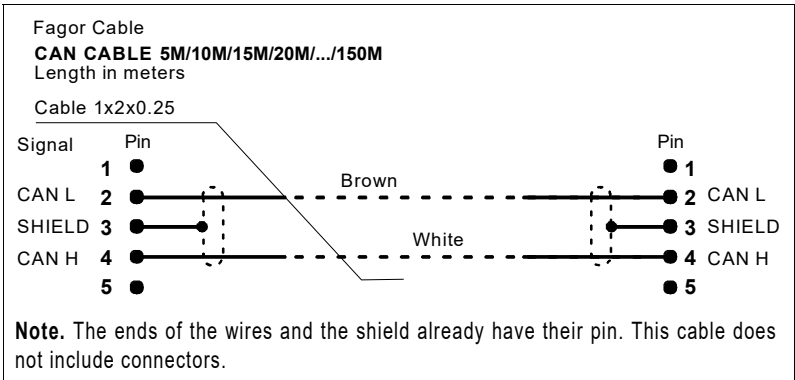 Fagor Cable
CAN CABLE 5M/10M/15M/20M/.../150M
Length in meters
Cable 1x2x0.25
Signal Pin Pin
1 1
Brown
CAN L 2 2 CAN L
SHIELD 3 3 SHIELD
White
CAN H 4 4 CAN H
5 5
Note. The ends of the wires and the shield already have their pin. This cable does
not include connectors.